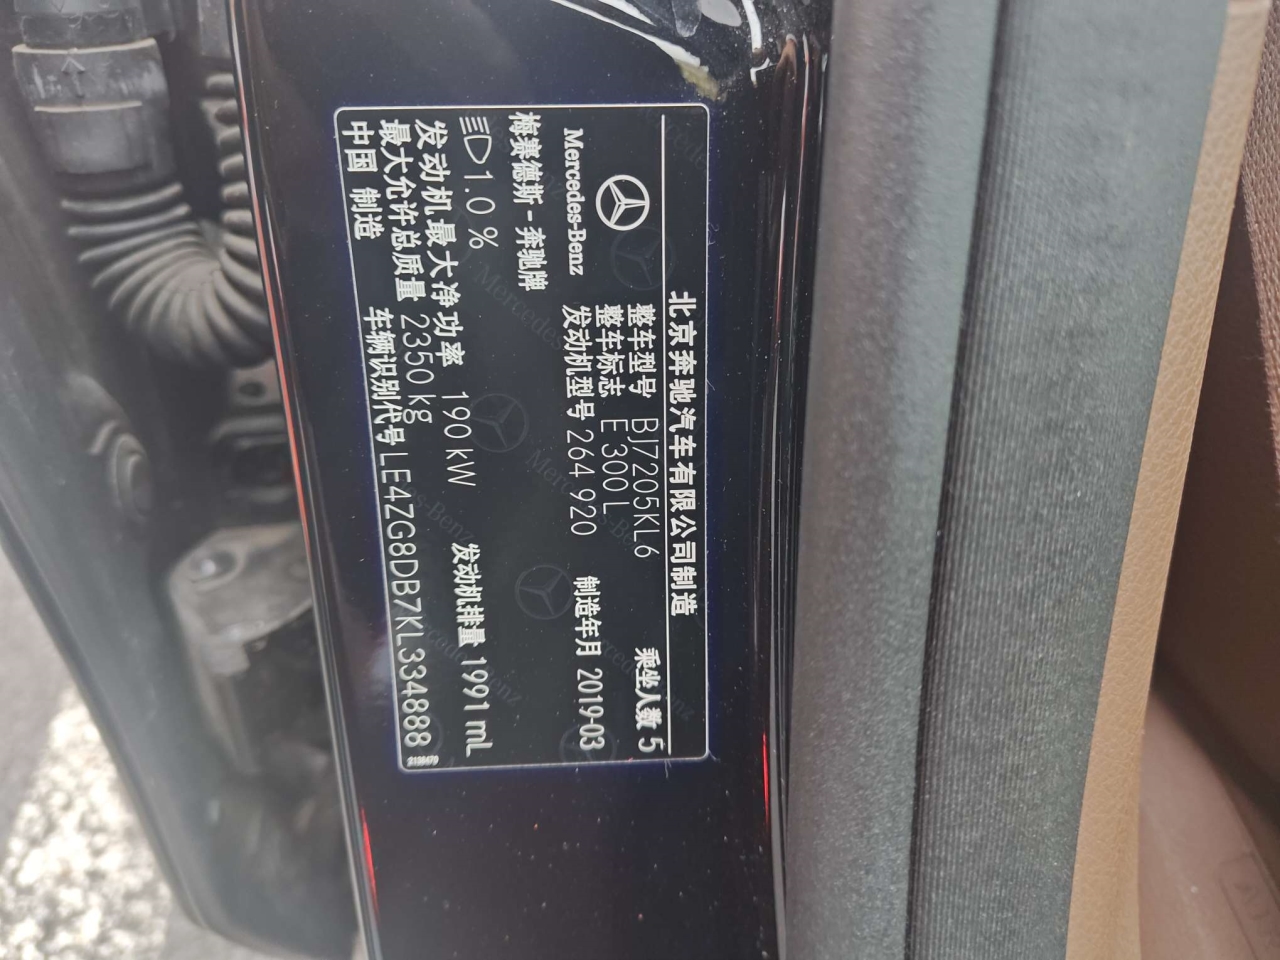 北京奔驰汽车有限公司制造
Mercedes-Benz
整车型号 BJ7205KL6
乘坐人数 5
整车标志 E 300 L
发动机型号 264 920
制造年月 2019-03
梅赛德斯-奔驰牌
1.0%
发动机最大净功率 190 kW
发动机排量 1991 mL
最大允许总质量 2350 kg
中国 制造
车辆识别代号 LE4ZG8DB7KL334888